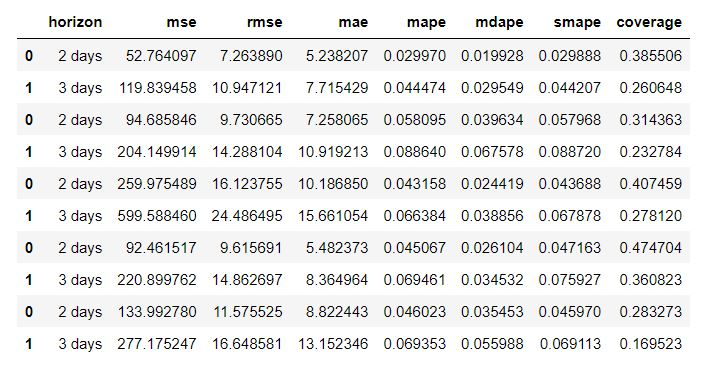 horizon mse rmse mae mape mdape smape coverage
0 2 days 52.764097 7.263890 5.238207 0.029970 0.019928 0.029888 0.385506
1 3 days 119.839458 10.947121 7.715429 0.044474 0.029549 0.044207 0.260648
0 2 days 94.685846 9.730665 7.258065 0.058095 0.039634 0.057968 0.314363
1 3 days 204.149914 14.288104 10.919213 0.088640 0.067578 0.088720 0.232784
0 2 days 259.975489 16.123755 10.186850 0.043158 0.024419 0.043688 0.407459
1 3 days 599.588460 24.486495 15.661054 0.066384 0.038856 0.067878 0.278120
0 2 days 92.461517 9.615691 5.482373 0.045067 0.026104 0.047163 0.474704
1 3 days 220.899762 14.862697 8.364964 0.069461 0.034532 0.075927 0.360823
0 2 days 133.992780 11.575525 8.822443 0.046023 0.035453 0.045970 0.283273
1 3 days 277.175247 16.648581 13.152346 0.069353 0.055988 0.069113 0.169523